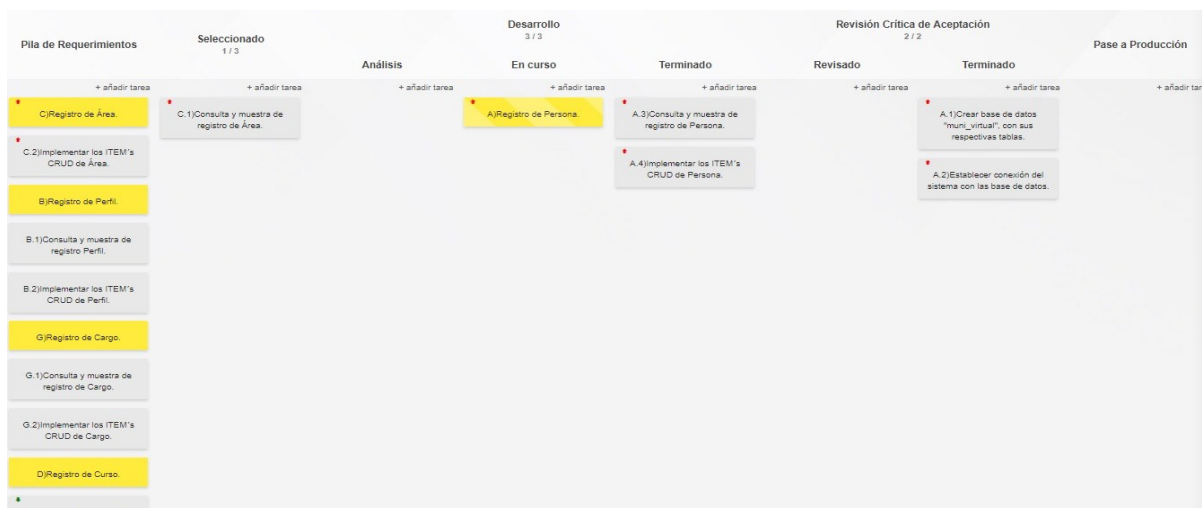 Pila de Requerimientos
Seleccionado
1 / 3
Desarrollo
3 / 3
Análisis
En curso
Terminado
Revisión Crítica de Aceptación
2 / 2
Revisado
Terminado
Pase a Producción
+ añadir tarea
+ añadir tarea
+ añadir tarea
+ añadir tarea
+ añadir tarea
+ añadir tarea
+ añadir tarea
+ añadir tar
C)Registro de Área.
C.2)Implementar los ITEM´s
CRUD de Área.
B)Registro de Perfil.
B.1)Consulta y muestra de
registro Perfil.
B.2)Implementar los ITEM´s
CRUD de Perfil.
G)Registro de Cargo.
G.1)Consulta y muestra de
registro de Cargo.
G.2)Implementar los ITEM´s
CRUD de Cargo.
D)Registro de Curso.
C.1)Consulta y muestra de
registro de Área.
A)Registro de Persona.
A.3)Consulta y muestra de
registro de Persona.
A.4)Implementar los ITEM´s
CRUD de Persona.
A.1)Crear base de datos
"muni_virtual", con sus
respectivas tablas.
A.2)Establecer conexión del
sistema con las base de datos.